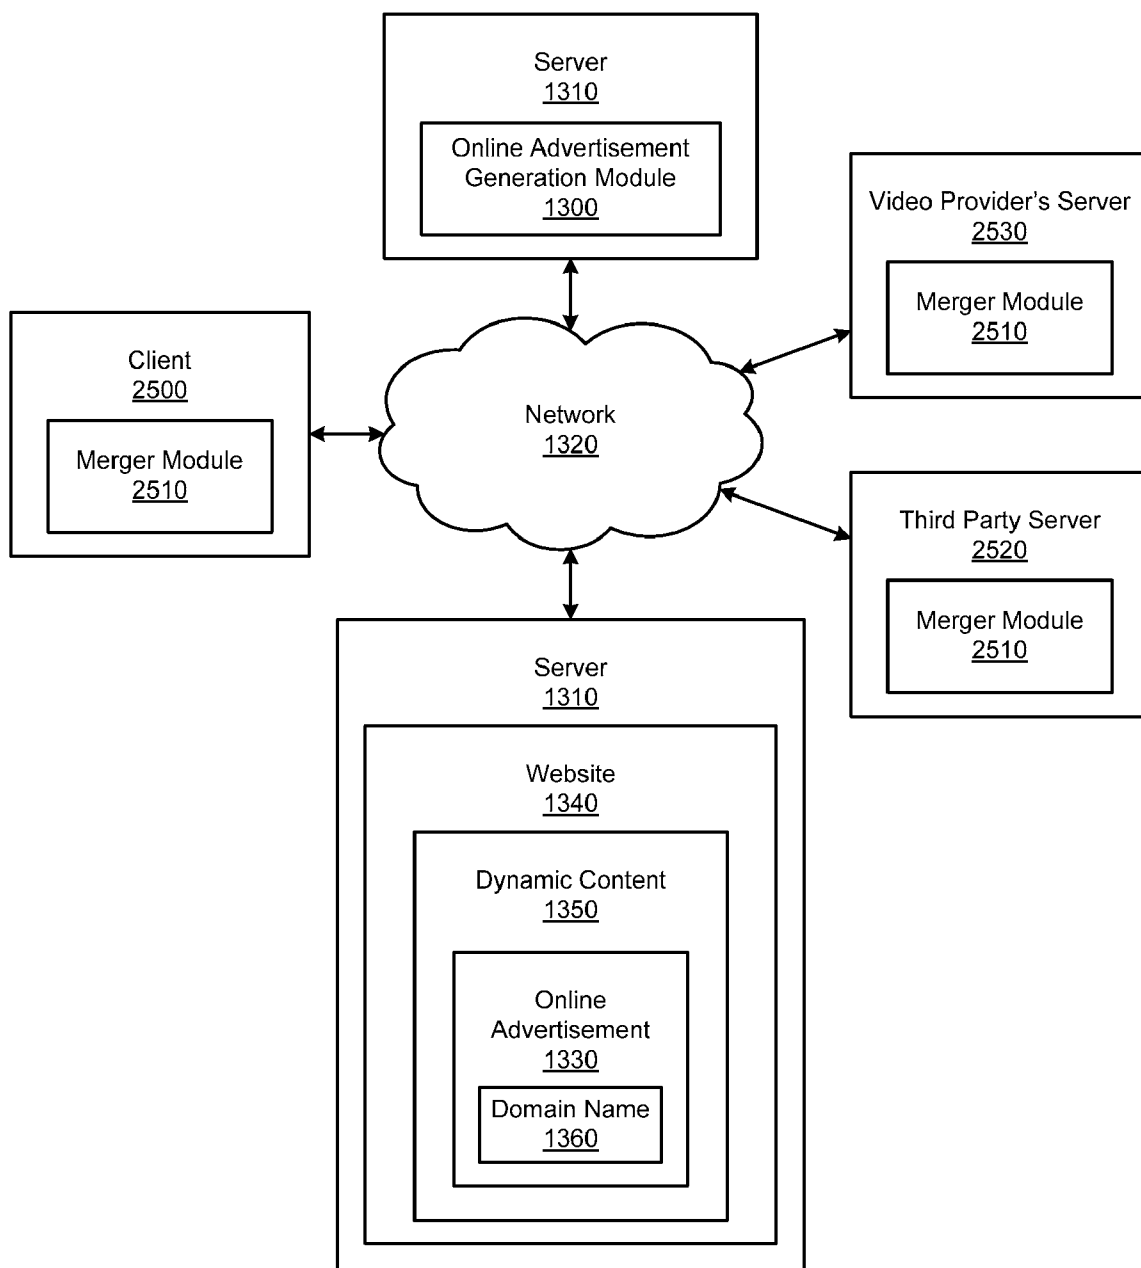 Server
1310
Online Advertisement
Generation Module
1300
Video Provider's Server
2530
Merger Module
2510
Client
2500
Merger Module
2510
Network
1320
Third Party Server
2520
Merger Module
2510
Server
1310
Website
1340
Dynamic Content
1350
Online
Advertisement
1330
Domain Name
1360